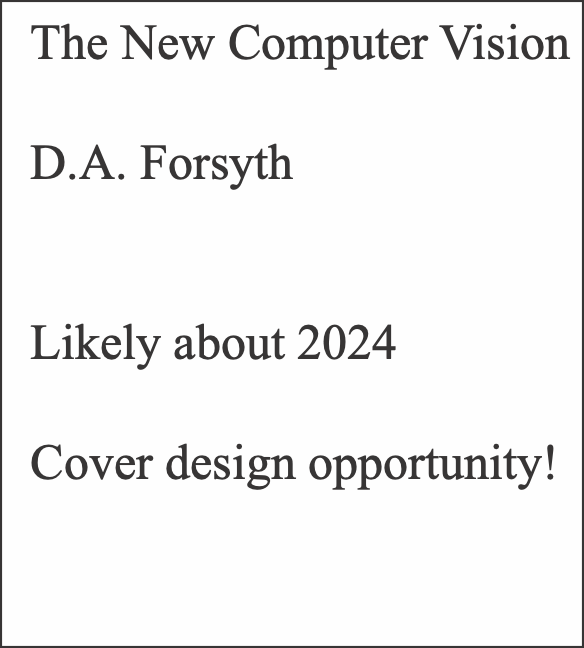 The New Computer Vision
D.A. Forsyth
Likely about 2024
Cover design opportunity!